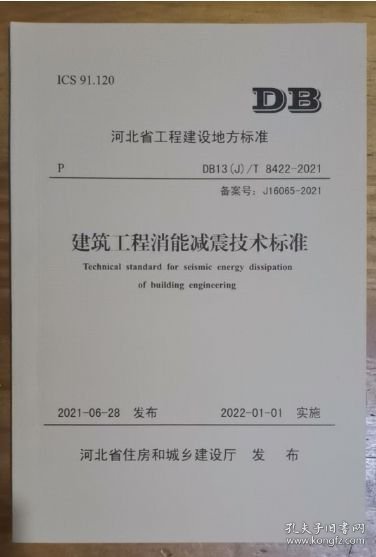 ICS 91.120
DB
河北省工程建设地方标准
P DB13(J)/T 8422-2021
备案号：J16065-2021
建筑工程消能减震技术标准
Technical standard for seismic energy dissipation
of building engineering
2021-06-28 发布 2022-01-01 实施
河北省住房和城乡建设厅 发 布
孔夫子旧书网
www.kongfz.com